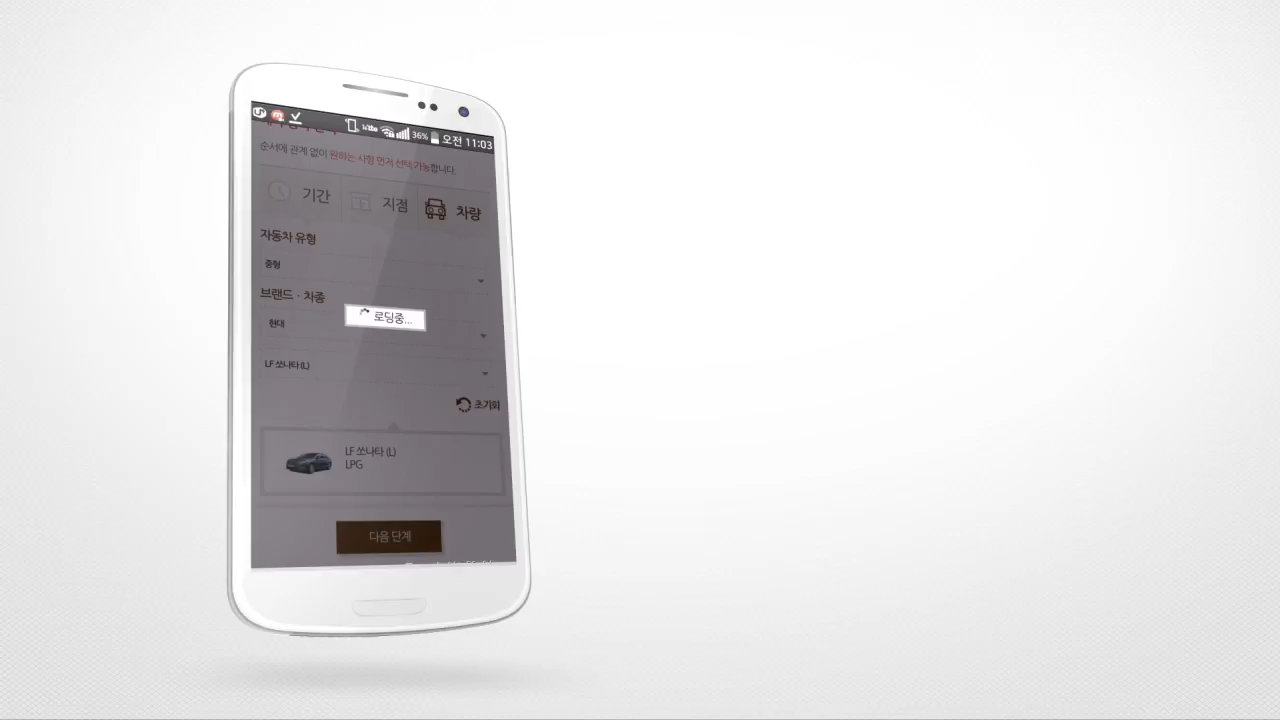 36% 오전 11:03
순서에 관계 없이 원하는 사항 먼저 선택 가능합니다.
기간 지점 차량
자동차 유형
중형
브랜드 · 차종
로딩중...
현대
LF 쏘나타 (L)
초기화
LF 쏘나타 (L)
LPG
다음 단계